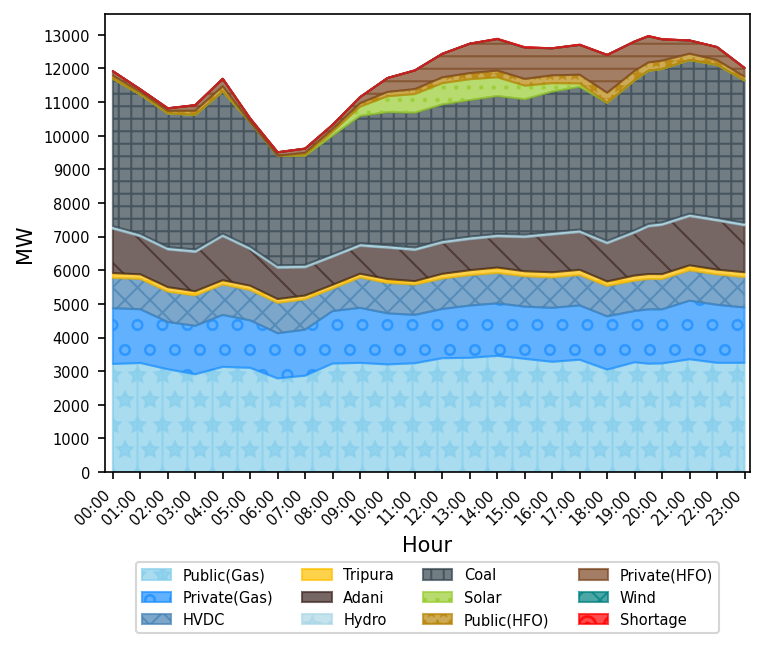 13000
12000
11000
10000
9000
8000
7000
6000
5000
4000
3000
2000
1000
0
MW
00:00 01:00 02:00 03:00 04:00 05:00 06:00 07:00 08:00 09:00 10:00 11:00 12:00 13:00 14:00 15:00 16:00 17:00 18:00 19:00 20:00 21:00 22:00 23:00
Hour
Public(Gas) Tripura Coal Private(HFO)
Private(Gas) Adani Solar Wind
HVDC Hydro Public(HFO) Shortage